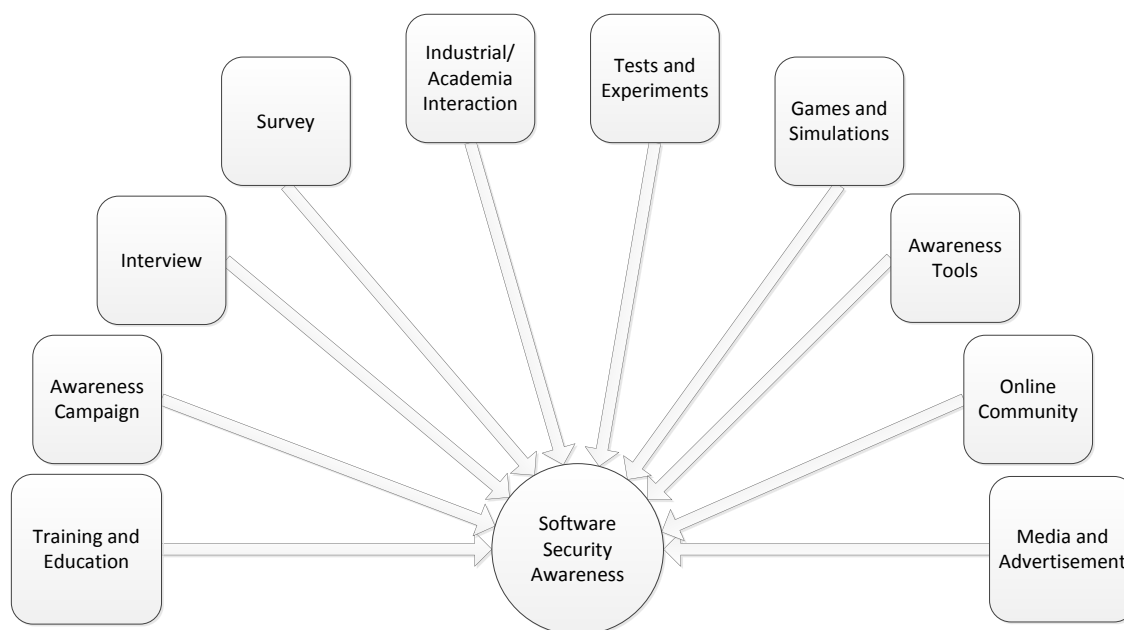 Industrial/
Academia
Interaction
Tests and
Experiments
Survey
Games and
Simulations
Interview
Awareness
Tools
Awareness
Campaign
Online
Community
Training and
Education
Software
Security
Awareness
Media and
Advertisement